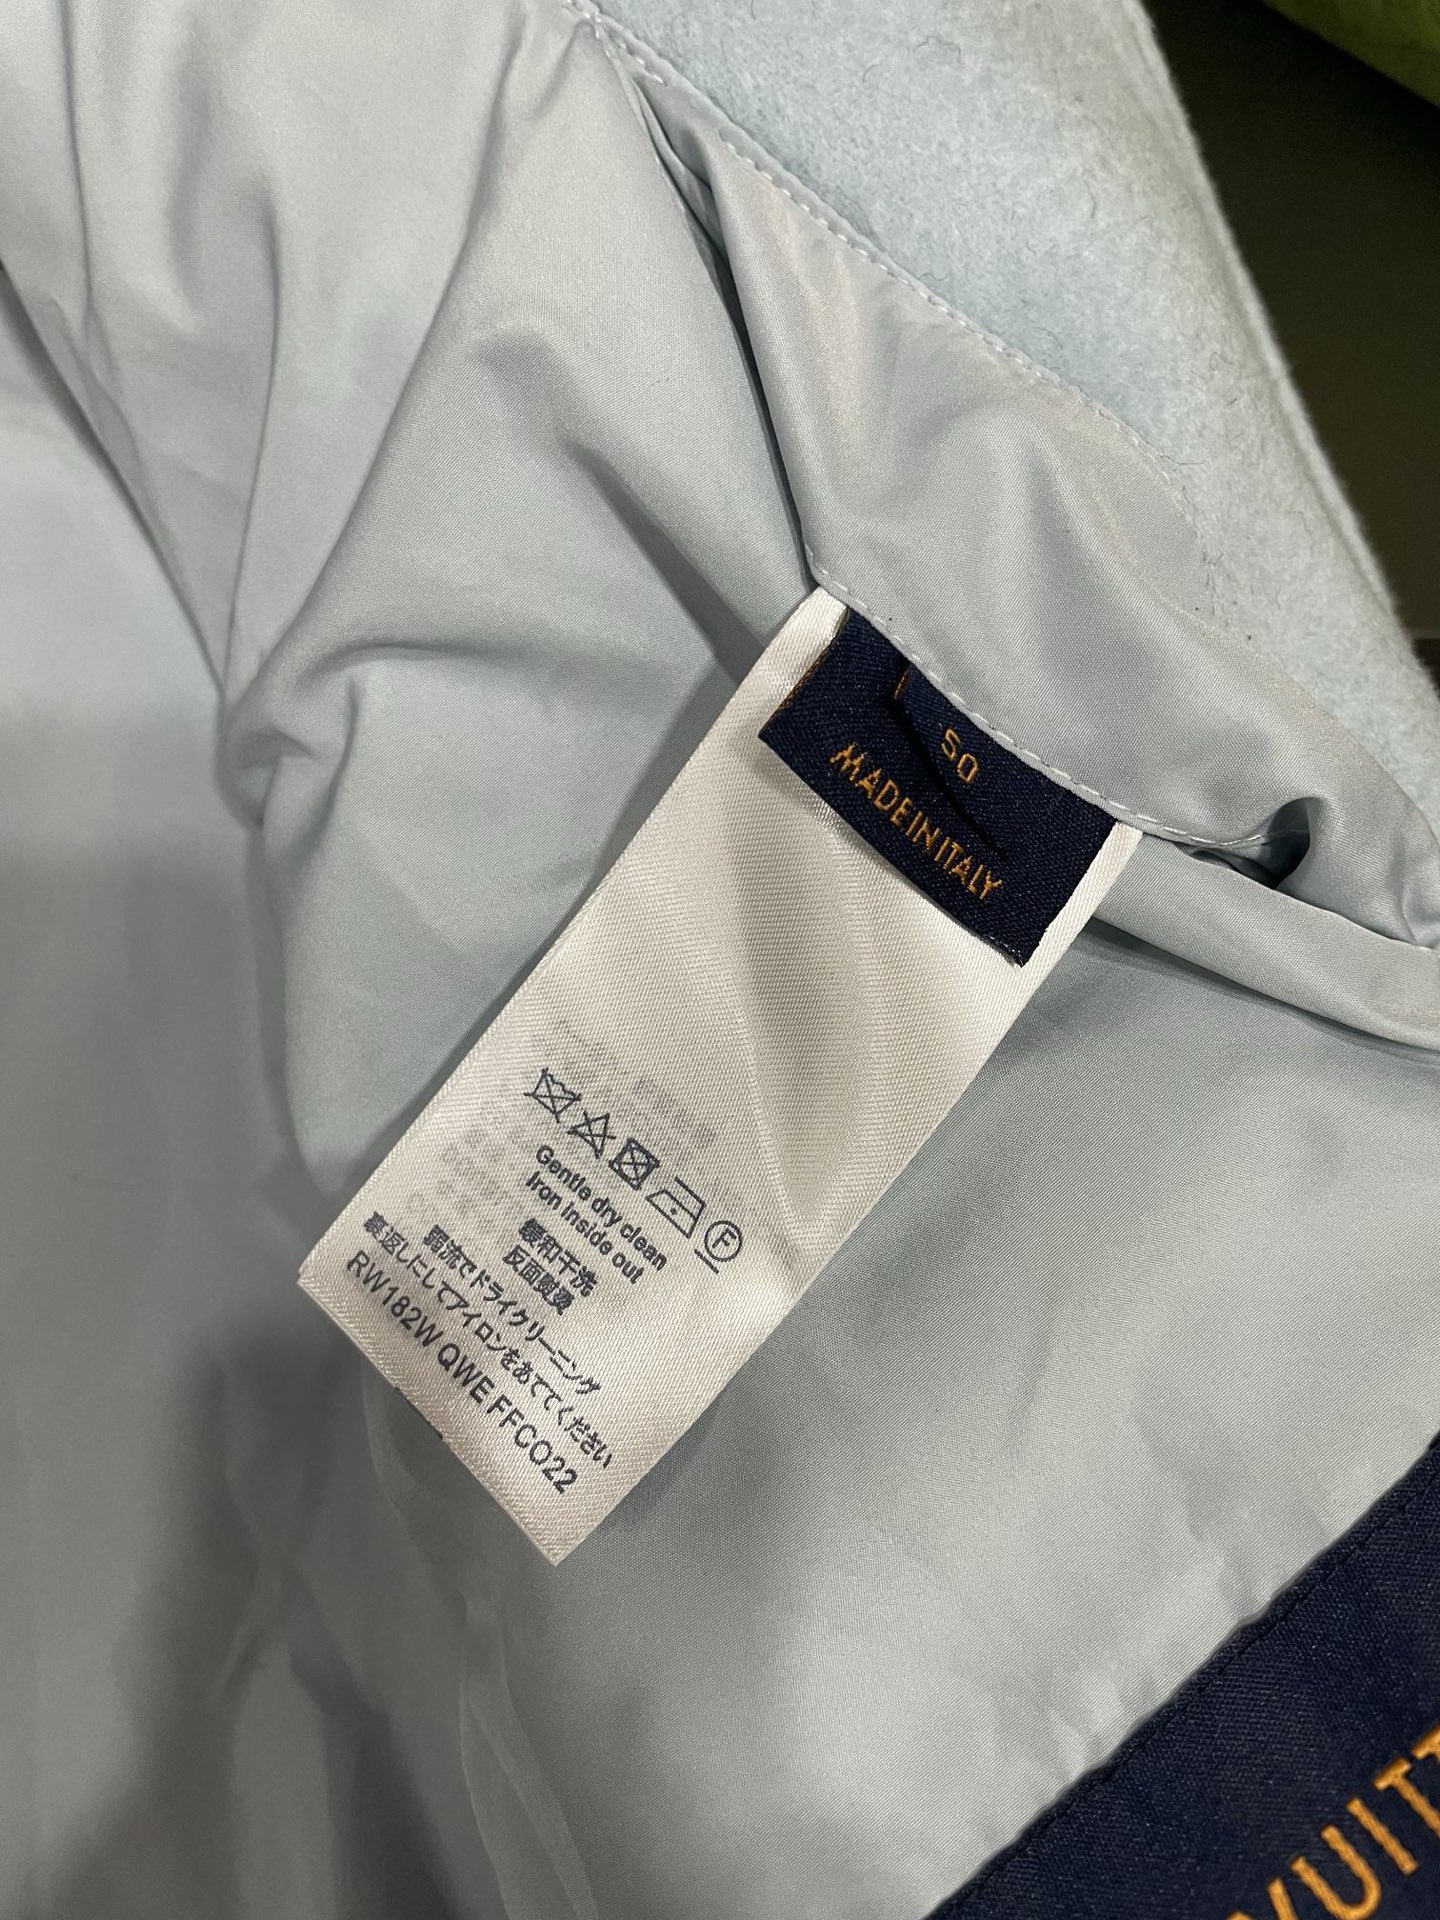 50
MADE IN ITALY
F
Gentle dry clean
Iron inside out
缓和干洗
反面熨烫
弱流でドライクリーニング
裏返しにしてアイロンをあててください
RW182W QWE FFCO22
VUITT